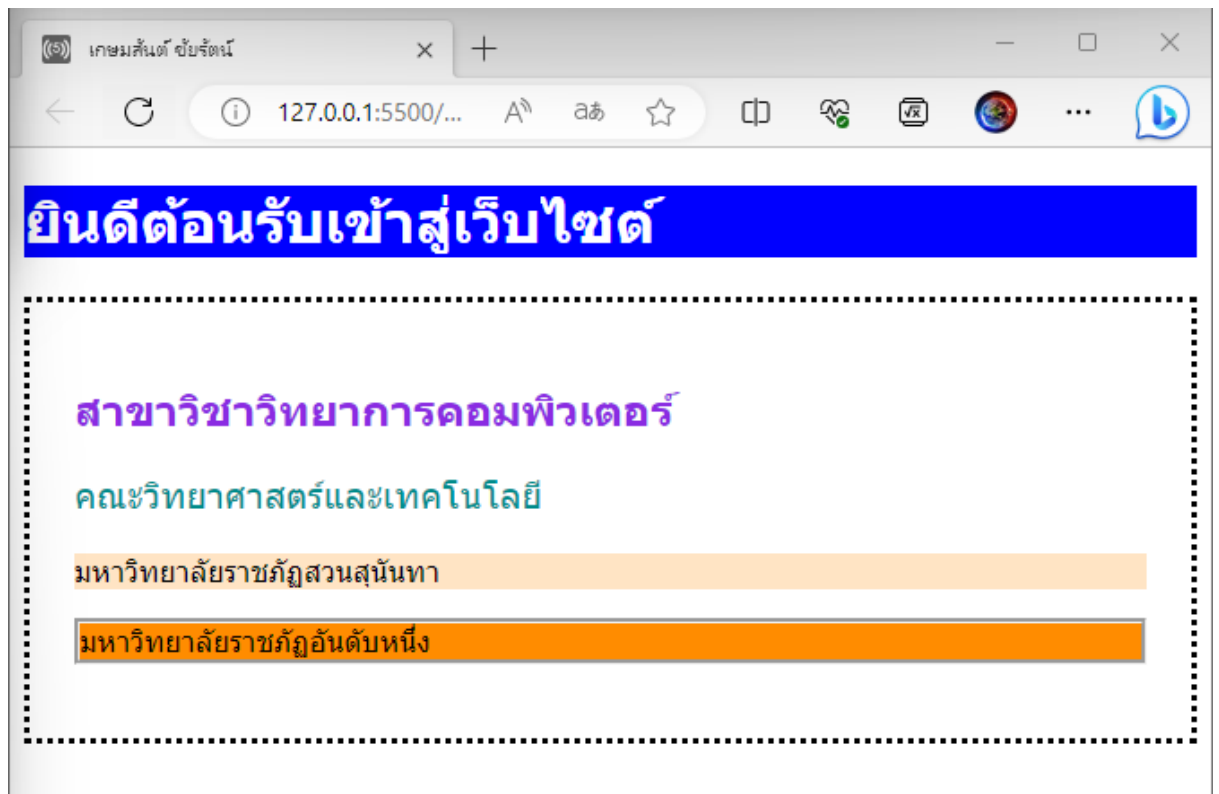 เกษมสันต์ ชัยรัตน์
127.0.0.1:5500/...
ยินดีต้อนรับเข้าสู่เว็บไซต์
สาขาวิชาวิทยาการคอมพิวเตอร์
คณะวิทยาศาสตร์และเทคโนโลยี
มหาวิทยาลัยราชภัฏสวนสุนันทา
มหาวิทยาลัยราชภัฏอันดับหนึ่ง